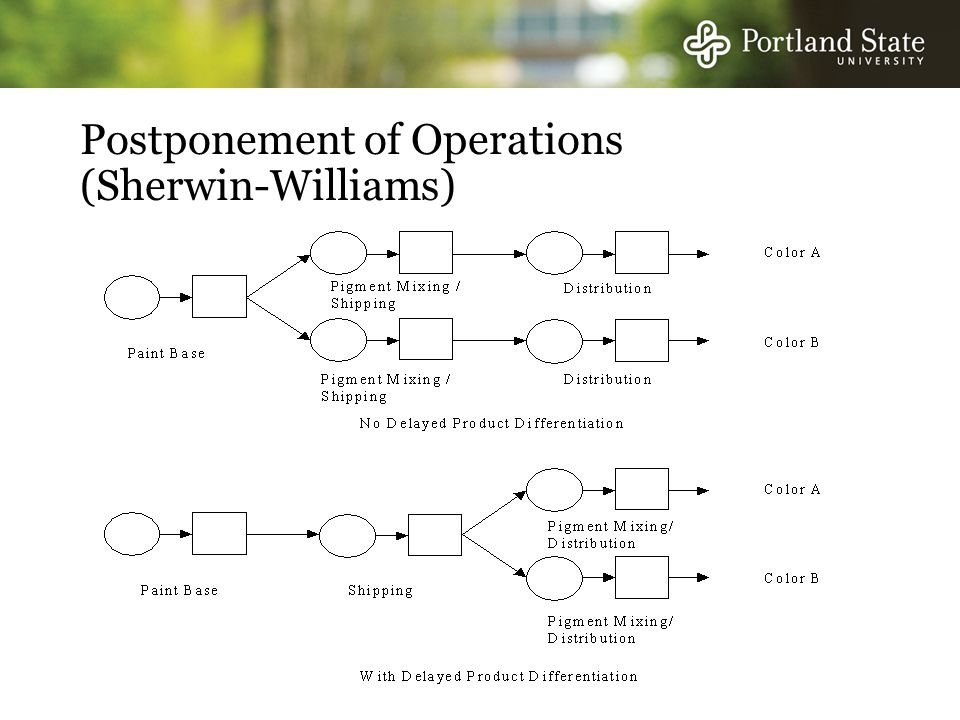 Portland State
UNIVERSITY
Postponement of Operations
(Sherwin-Williams)
Color A
Pigment Mixing /
Shipping
Distribution
Paint Base
Color B
Pigment Mixing /
Shipping
Distribution
No Delayed Product Differentiation
Color A
Pigment Mixing/
Distribution
Paint Base
Shipping
Color B
Pigment Mixing/
Distribution
With Delayed Product Differentiation